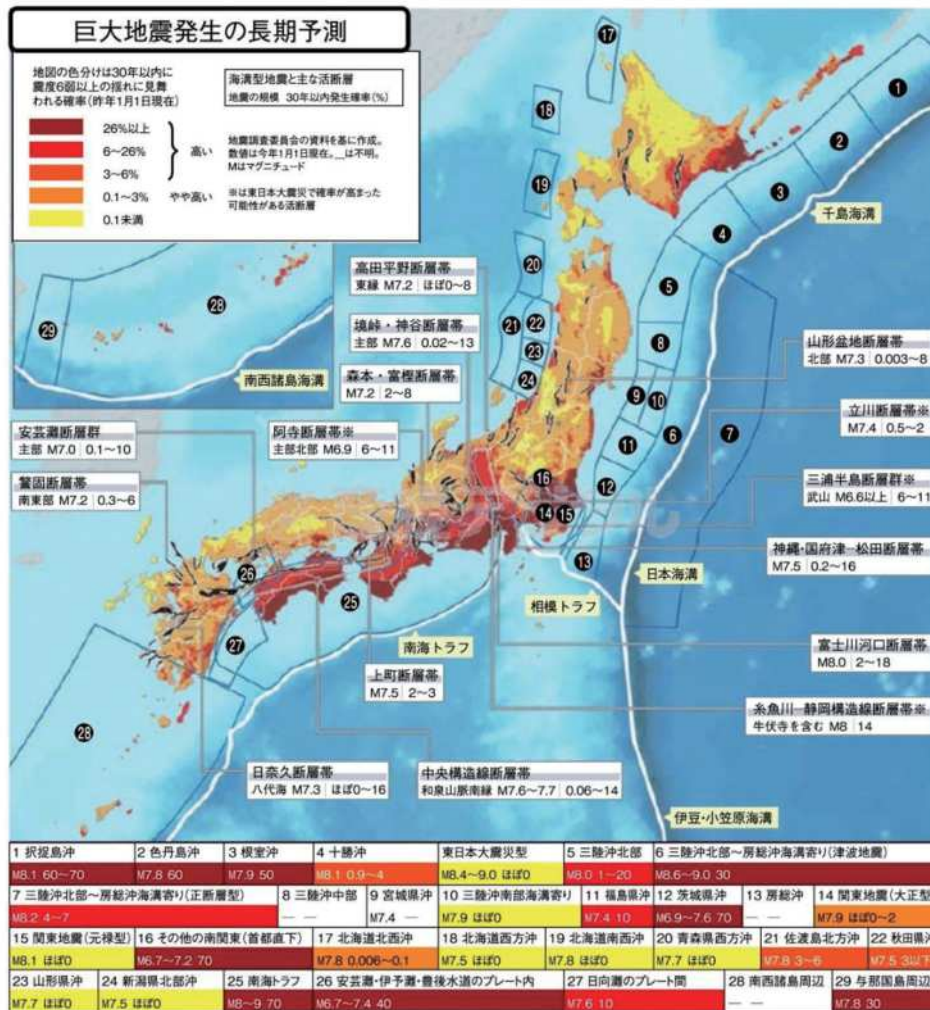 巨大地震発生の長期予測
地図の色分けは30年以内に
震度6弱以上の揺れに見舞
われる確率(昨年1月1日現在)
26%以上
6〜26%
3〜6%
高い
0.1〜3%
やや高い
0.1未満
海溝型地震と主な活断層
地震の規模 30年以内発生確率(%)
地震調査委員会の資料を基に作成。
数値は今年1月1日現在。__は不明。
Mはマグニチュード
※は東日本大震災で確率が高まった
可能性がある活断層
17
18
19
20
21
22
23
24
1
2
3
4
5
8
9
10
6
7
11
12
16
14
15
13
26
25
27
28
28
29
南西諸島海溝
千島海溝
高田平野断層帯
東縁 M7.2 ほぼ0〜8
境峠・神谷断層帯
主部 M7.6 0.02〜13
森本・富樫断層帯
M7.2 2〜8
安芸灘断層群
主部 M7.0 0.1〜10
阿寺断層帯※
主部北部 M6.9 6〜11
警固断層帯
南東部 M7.2 0.3〜6
山形盆地断層帯
北部 M7.3 0.003〜8
立川断層帯※
M7.4 0.5〜2
三浦半島断層群※
武山 M6.6以上 6〜11
神縄・国府津ー松田断層帯
M7.5 0.2〜16
日本海溝
相模トラフ
南海トラフ
富士川河口断層帯
M8.0 2〜18
上町断層帯
M7.5 2〜3
糸魚川ー静岡構造線断層帯※
牛伏寺を含む M8 14
日奈久断層帯
八代海 M7.3 ほぼ0〜16
中央構造線断層帯
和泉山脈南縁 M7.6〜7.7 0.06〜14
伊豆・小笠原海溝
1 択捉島沖 2 色丹島沖 3 根室沖 4 十勝沖 東日本大震災型 5 三陸沖北部 6 三陸沖北部〜房総沖海溝寄り(津波地震)
M8.1 60〜70 M7.8 60 M7.9 50 M8.1 0.9〜4 M8.4〜9.0 ほぼ0 M8.0 1〜20 M8.6〜9.0 30
7 三陸沖北部〜房総沖海溝寄り(正断層型) 8 三陸沖中部 9 宮城県沖 10 三陸沖南部海溝寄り 11 福島県沖 12 茨城県沖 13 房総沖 14 関東地震(大正型)
M8.2 4〜7 — — M7.4 — M7.9 ほぼ0 M7.4 10 M6.9〜7.6 70 — — M7.9 ほぼ0〜2
15 関東地震(元禄型) 16 その他の南関東(首都直下) 17 北海道北西沖 18 北海道西方沖 19 北海道南西沖 20 青森県西方沖 21 佐渡島北方沖 22 秋田県沖
M8.1 ほぼ0 M6.7〜7.2 70 M7.8 0.006〜0.1 M7.5 ほぼ0 M7.8 ほぼ0 M7.7 ほぼ0 M7.8 3〜6 M7.5 3以下
23 山形県沖 24 新潟県北部沖 25 南海トラフ 26 安芸灘・伊予灘・豊後水道のプレート内 27 日向灘のプレート間 28 南西諸島周辺 29 与那国島周辺
M7.7 ほぼ0 M7.5 ほぼ0 M8〜9 70 M6.7〜7.4 40 M7.6 10 — — M7.8 30